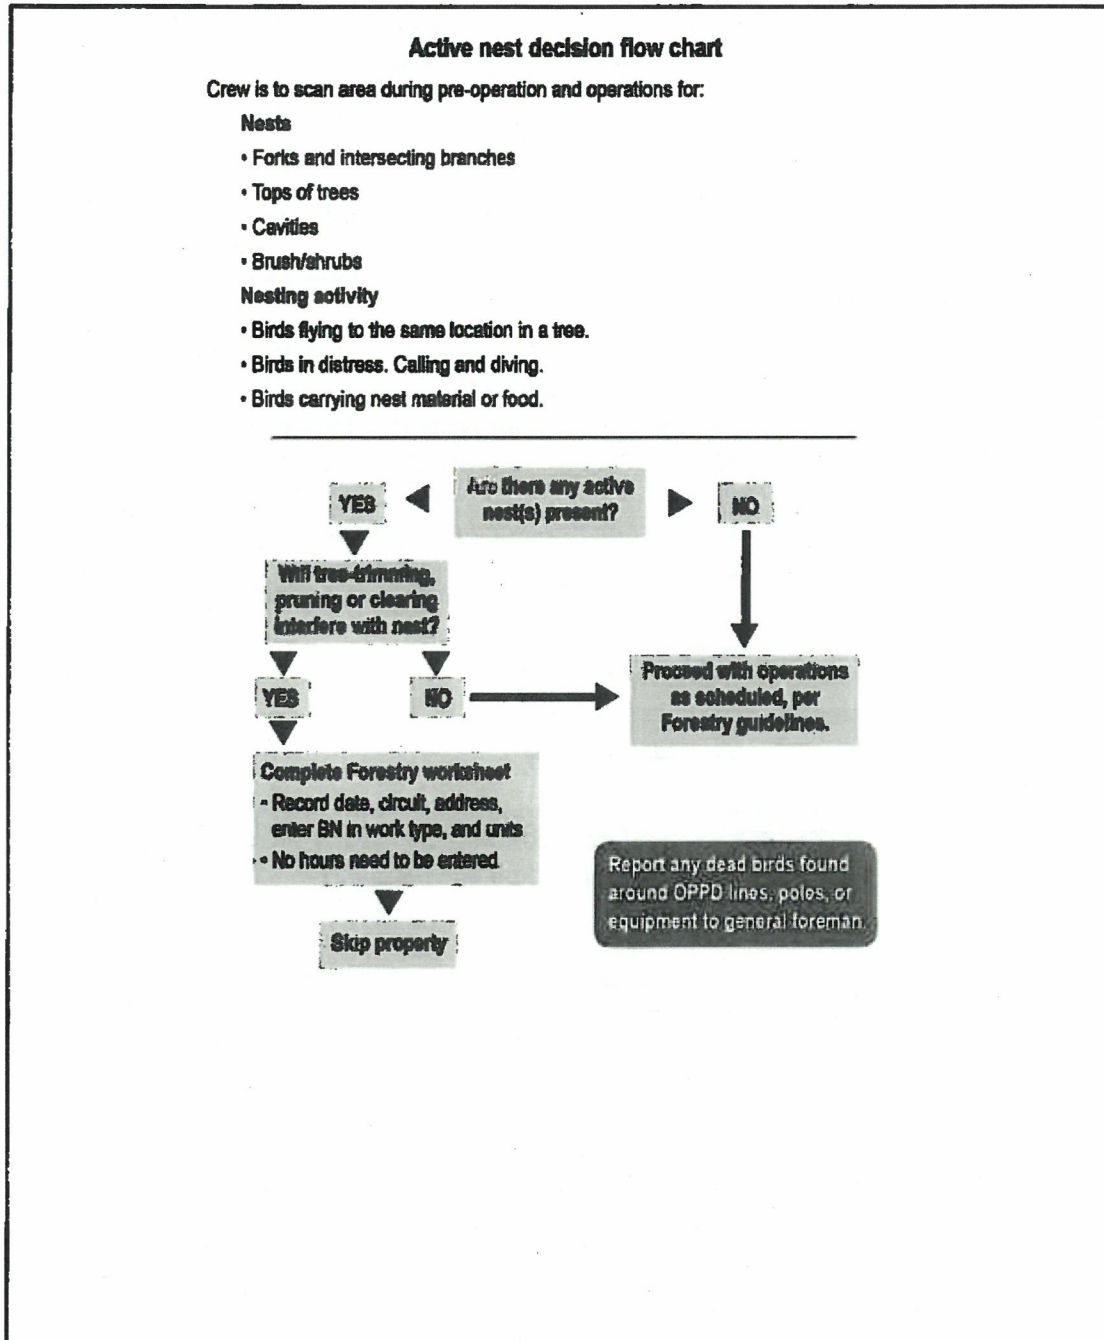 Active nest decision flow chart
Crew is to scan area during pre-operation and operations for:
Nests
• Forks and intersecting branches
• Tops of trees
• Cavities
• Brush/shrubs
Nesting activity
• Birds flying to the same location in a tree.
• Birds in distress. Calling and diving.
• Birds carrying nest material or food.
Are there any active
nest(s) present?
YES
NO
Will tree-trimming,
pruning or clearing
interfere with nest?
YES
NO
Proceed with operations
as scheduled, per
Forestry guidelines.
Complete Forestry worksheet
• Record date, circuit, address,
enter BN in work type, and units
• No hours need to be entered
Skip property
Report any dead birds found
around OPPD lines, poles, or
equipment to general foreman.